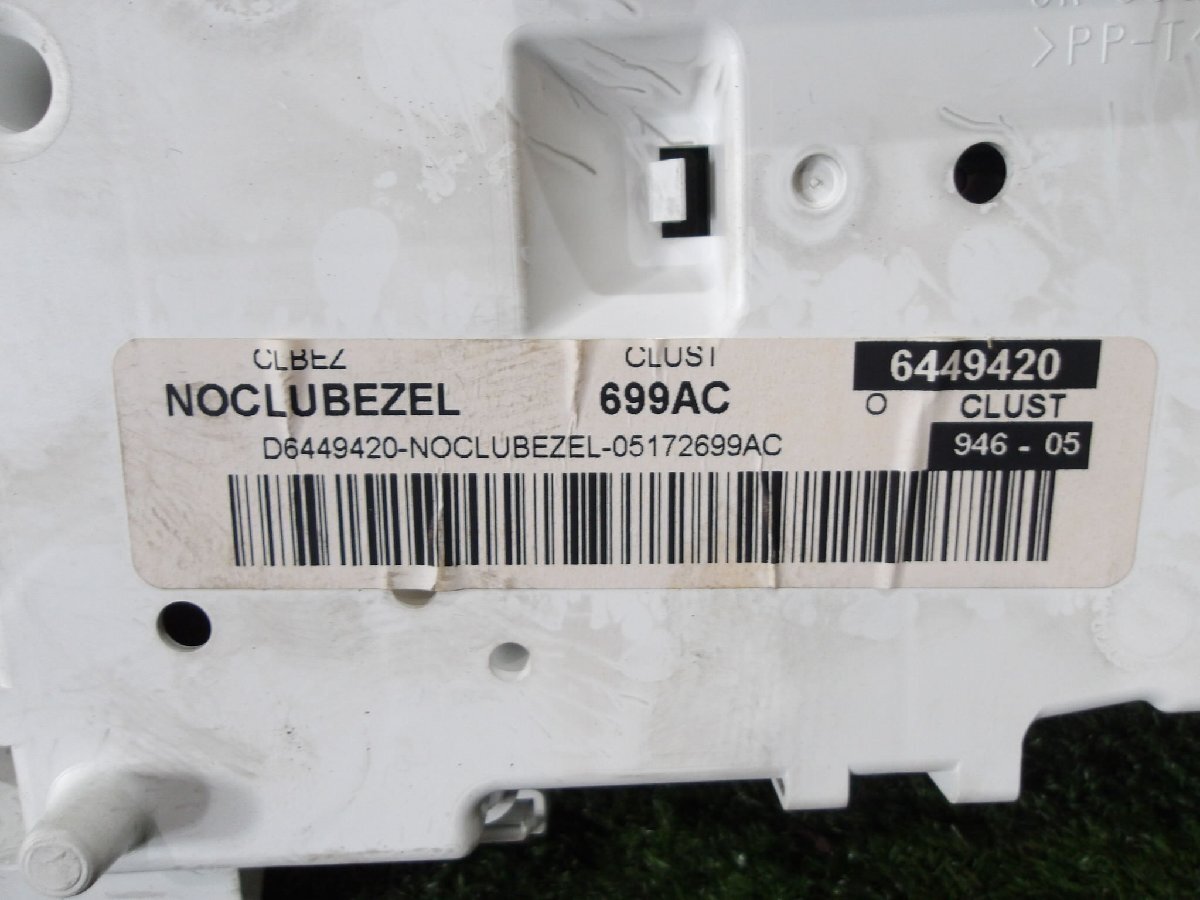 >PP-T
CLBEZ CLUST 6449420
NOCLUBEZEL 699AC O CLUST
D6449420-NOCLUBEZEL-05172699AC 946 - 05